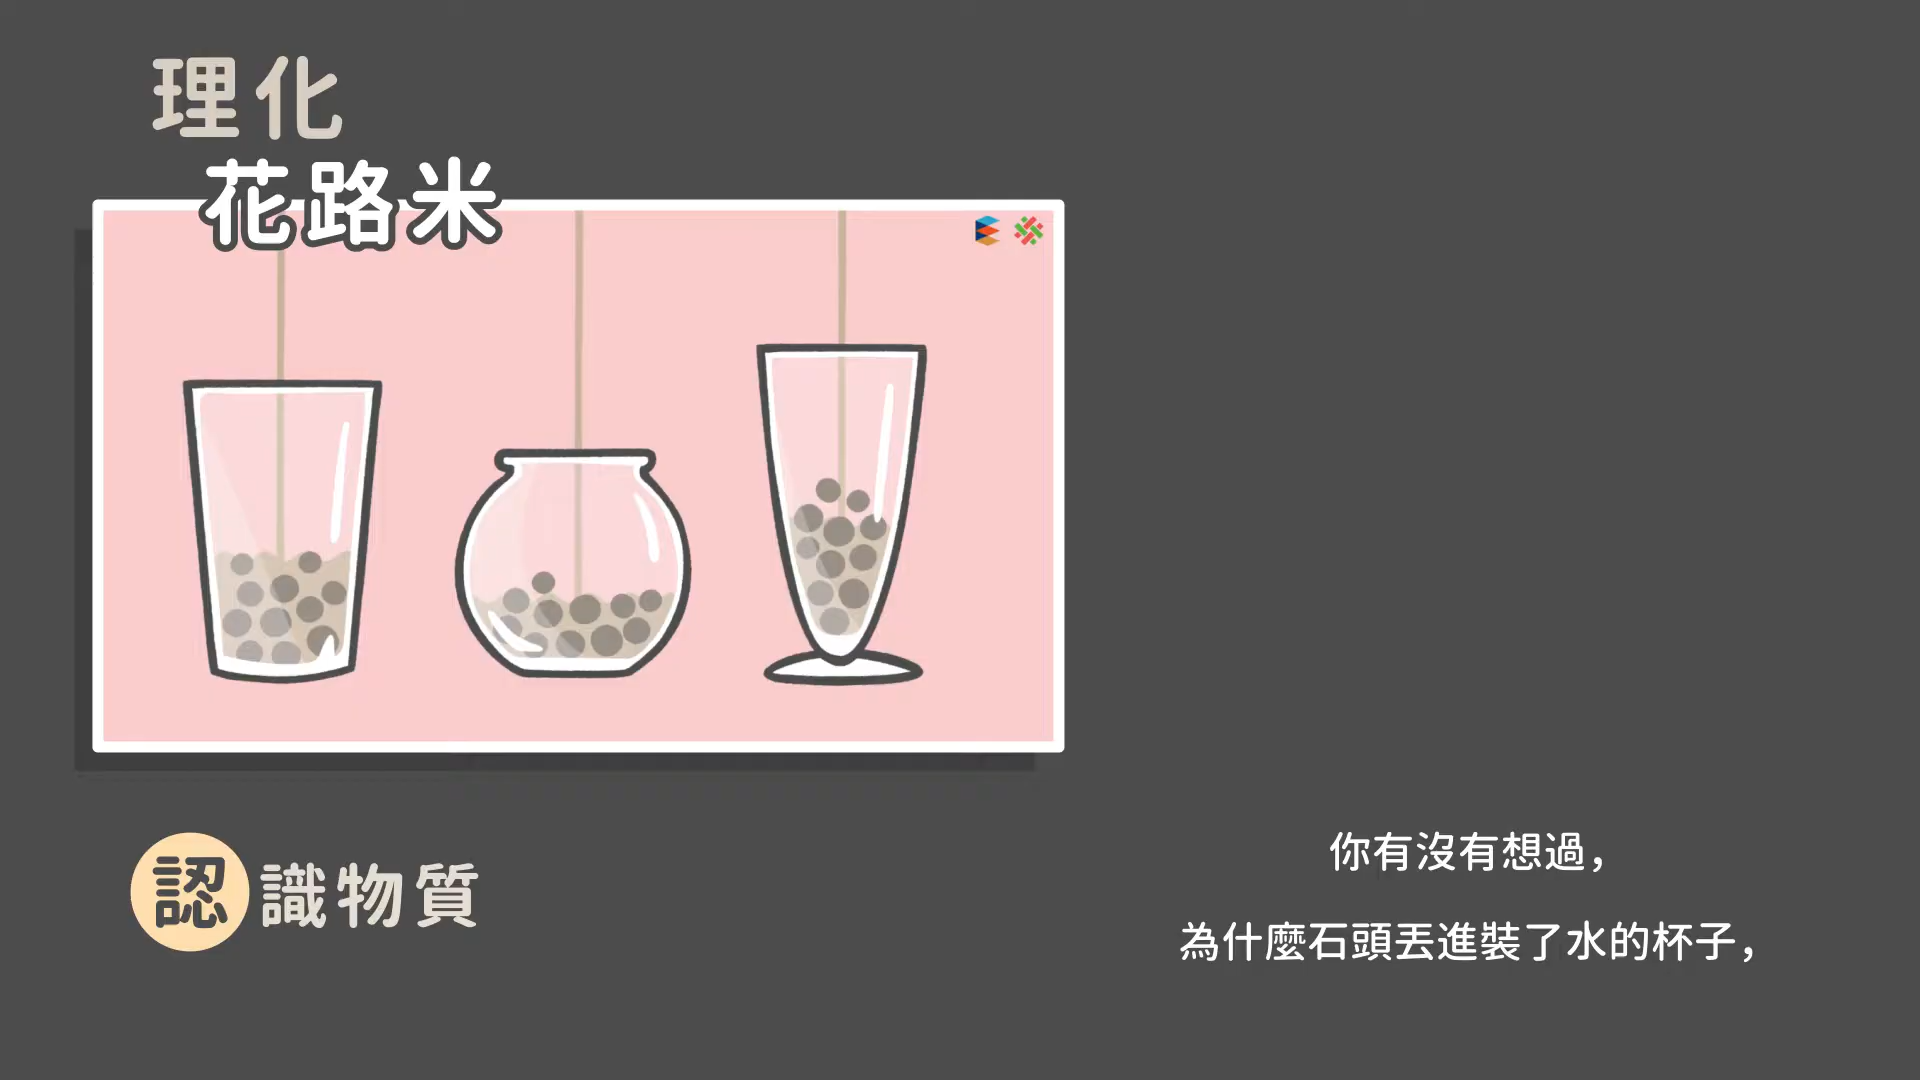 理化
花路米
認識物質
你有沒有想過，
為什麼石頭丟進裝了水的杯子，